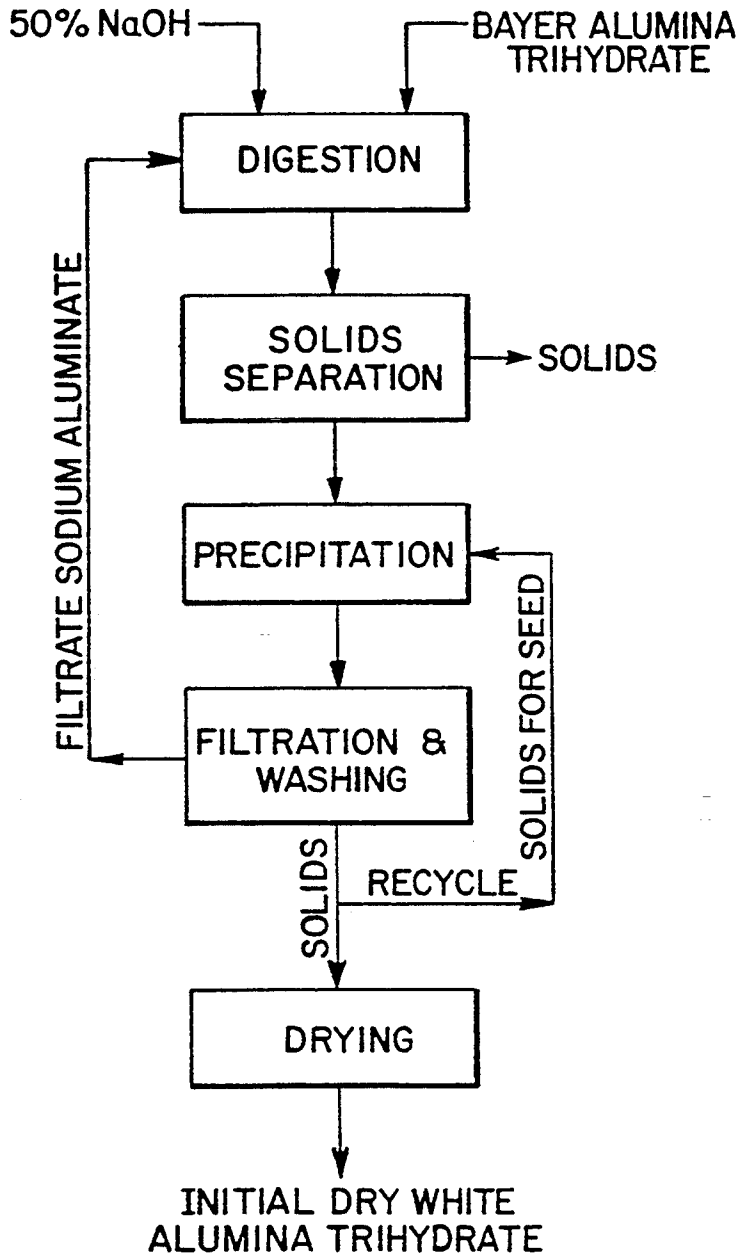 50% NaOH
BAYER ALUMINA
TRIHYDRATE
DIGESTION
FILTRATE SODIUM ALUMINATE
SOLIDS
SEPARATION
SOLIDS
PRECIPITATION
SOLIDS FOR SEED
FILTRATION &
WASHING
SOLIDS
RECYCLE
DRYING
INITIAL DRY WHITE
ALUMINA TRIHYDRATE